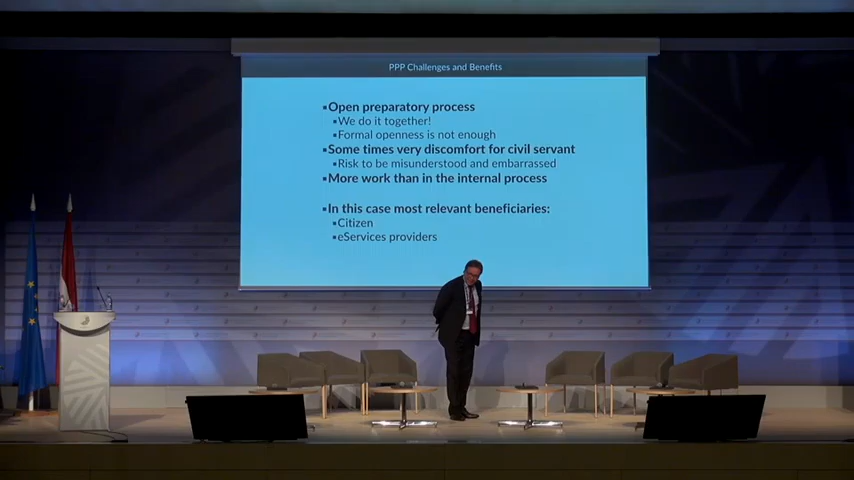 PPP Challenges and Benefits
▪Open preparatory process
▪We do it together!
▪Formal openness is not enough
▪Some times very discomfort for civil servant
▪Risk to be misunderstood and embarrassed
▪More work than in the internal process
▪In this case most relevant beneficiaries:
▪Citizen
▪eServices providers